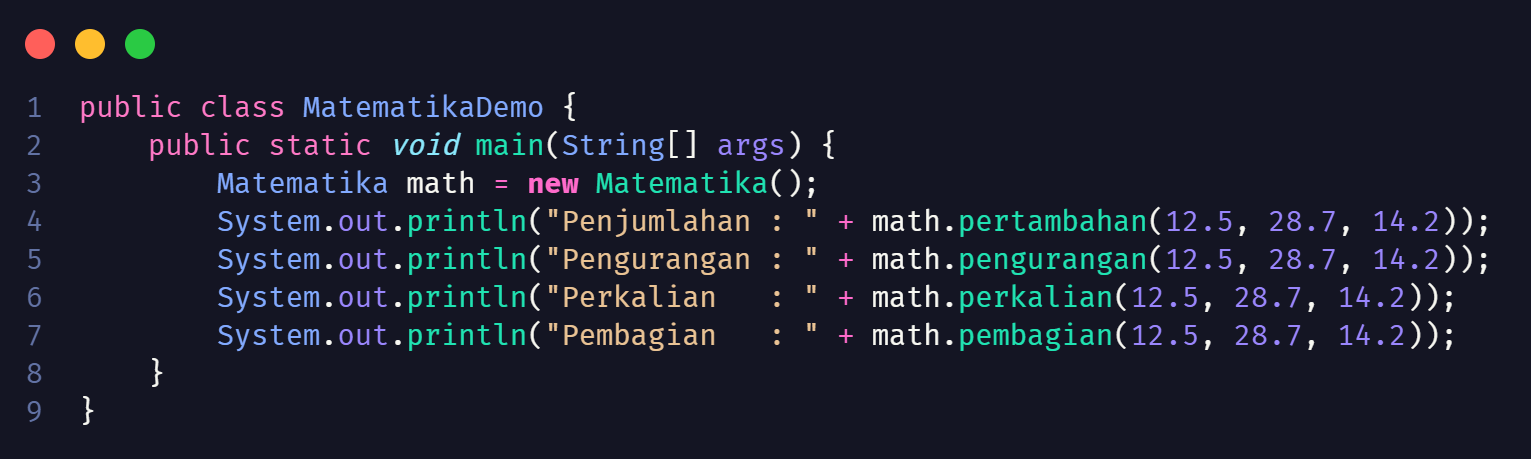 1 public class MatematikaDemo {
2     public static void main(String[] args) {
3         Matematika math = new Matematika();
4         System.out.println("Penjumlahan : " + math.pertambahan(12.5, 28.7, 14.2));
5         System.out.println("Pengurangan : " + math.pengurangan(12.5, 28.7, 14.2));
6         System.out.println("Perkalian   : " + math.perkalian(12.5, 28.7, 14.2));
7         System.out.println("Pembagian   : " + math.pembagian(12.5, 28.7, 14.2));
8     }
9 }